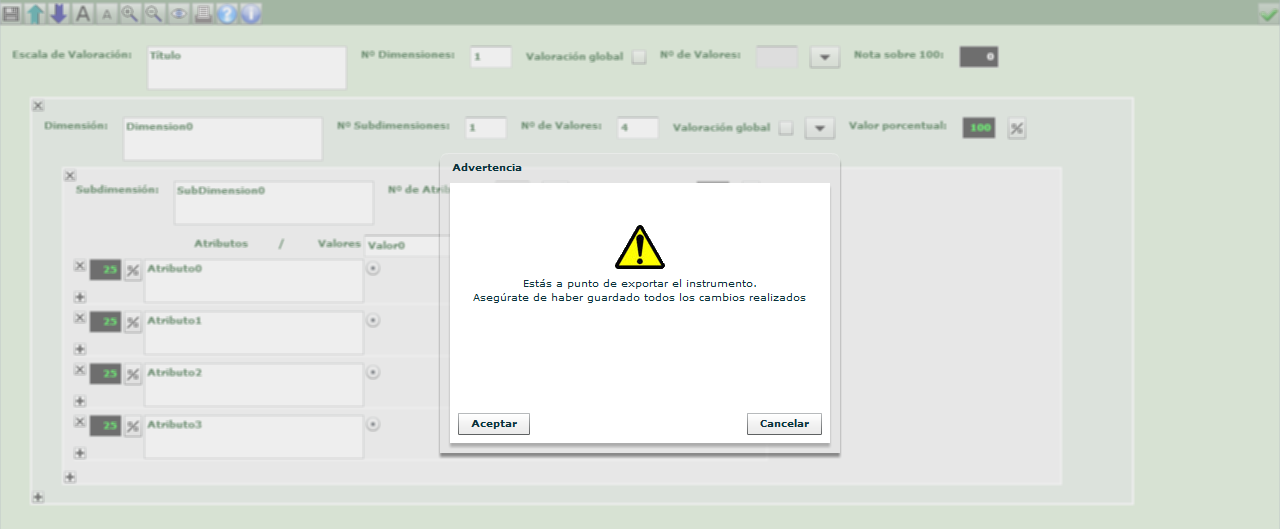 A A
Escala de Valoración: Título Nº Dimensiones: 1 Valoración global Nº de Valores: Nota sobre 100: 0
Dimensión: Dimension0 Nº Subdimensiones: 1 Nº de Valores: 4 Valoración global Valor porcentual: 100 %
Advertencia
Subdimensión: SubDimension0 Nº de
Atributos / Valores Valor0
25 % Atributo0
25 % Atributo1
25 % Atributo2
25 % Atributo3
Estás a punto de exportar el instrumento.
Asegúrate de haber guardado todos los cambios realizados
Aceptar Cancelar